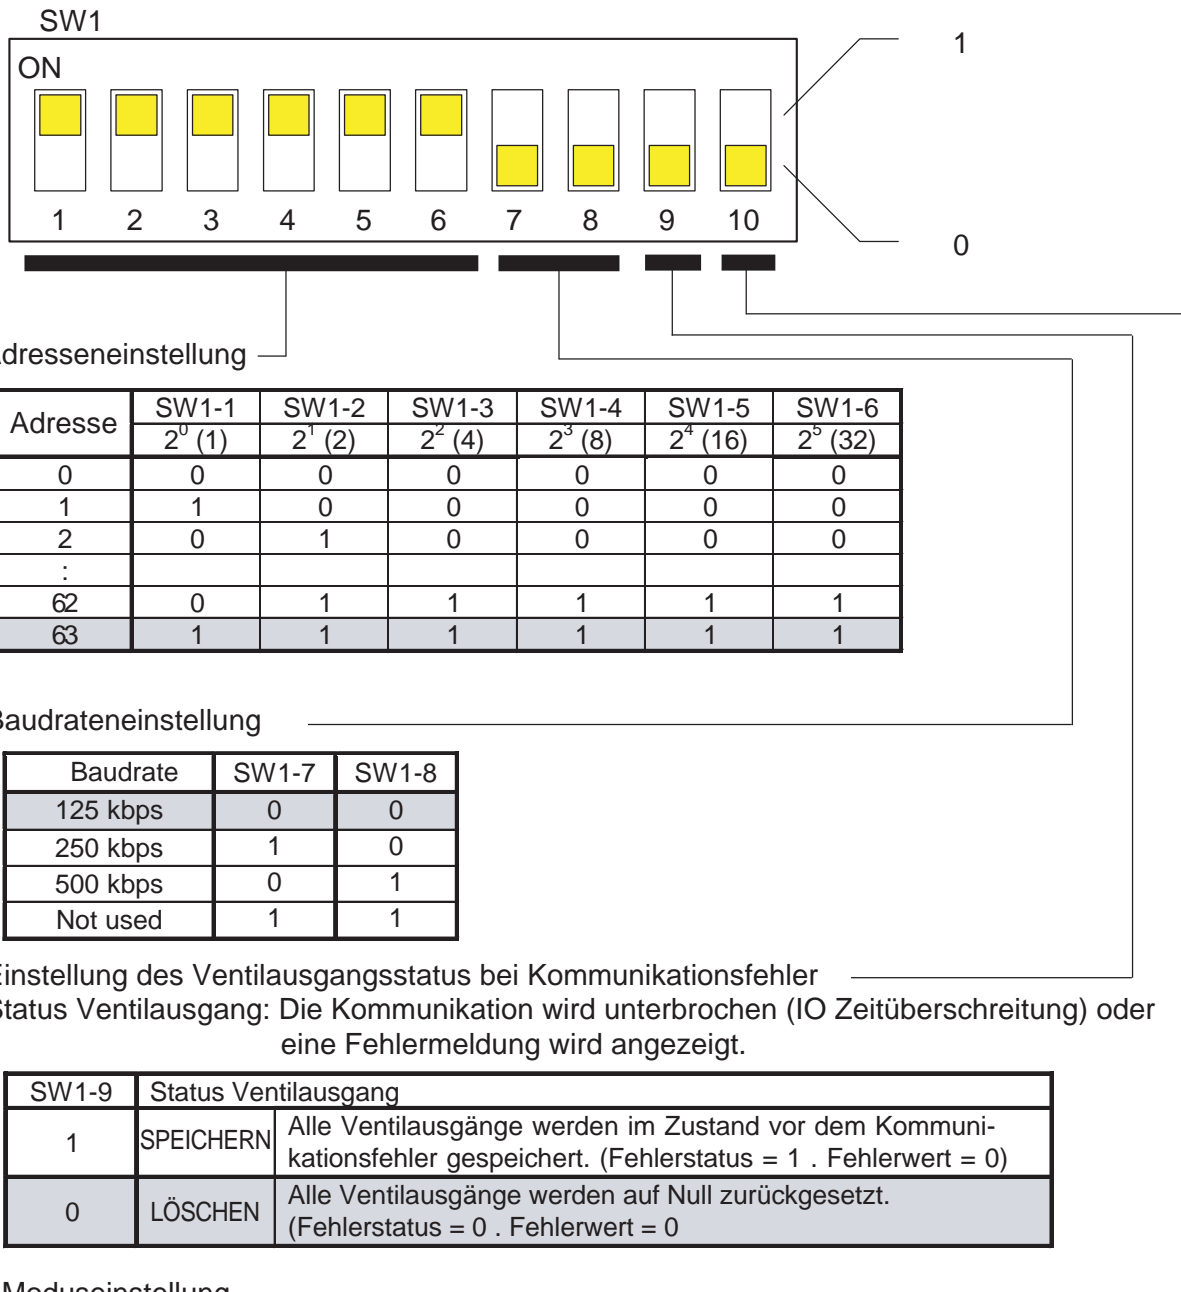 SW1
ON
1
1 2 3 4 5 6 7 8 9 10
0
dresseneinstellung
Adresse SW1-1 SW1-2 SW1-3 SW1-4 SW1-5 SW1-6
2⁰ (1) 2¹ (2) 2² (4) 2³ (8) 2⁴ (16) 2⁵ (32)
0 0 0 0 0 0 0
1 1 0 0 0 0 0
2 0 1 0 0 0 0
:
62 0 1 1 1 1 1
63 1 1 1 1 1 1
Baudrateneinstellung
Baudrate SW1-7 SW1-8
125 kbps 0 0
250 kbps 1 0
500 kbps 0 1
Not used 1 1
Einstellung des Ventilausgangsstatus bei Kommunikationsfehler
Status Ventilausgang: Die Kommunikation wird unterbrochen (IO Zeitüberschreitung) oder
eine Fehlermeldung wird angezeigt.
SW1-9 Status Ventilausgang
1 SPEICHERN Alle Ventilausgänge werden im Zustand vor dem Kommuni-
kationsfehler gespeichert. (Fehlerstatus = 1 . Fehlerwert = 0)
0 LÖSCHEN Alle Ventilausgänge werden auf Null zurückgesetzt.
(Fehlerstatus = 0 . Fehlerwert = 0
Moduseinstellung